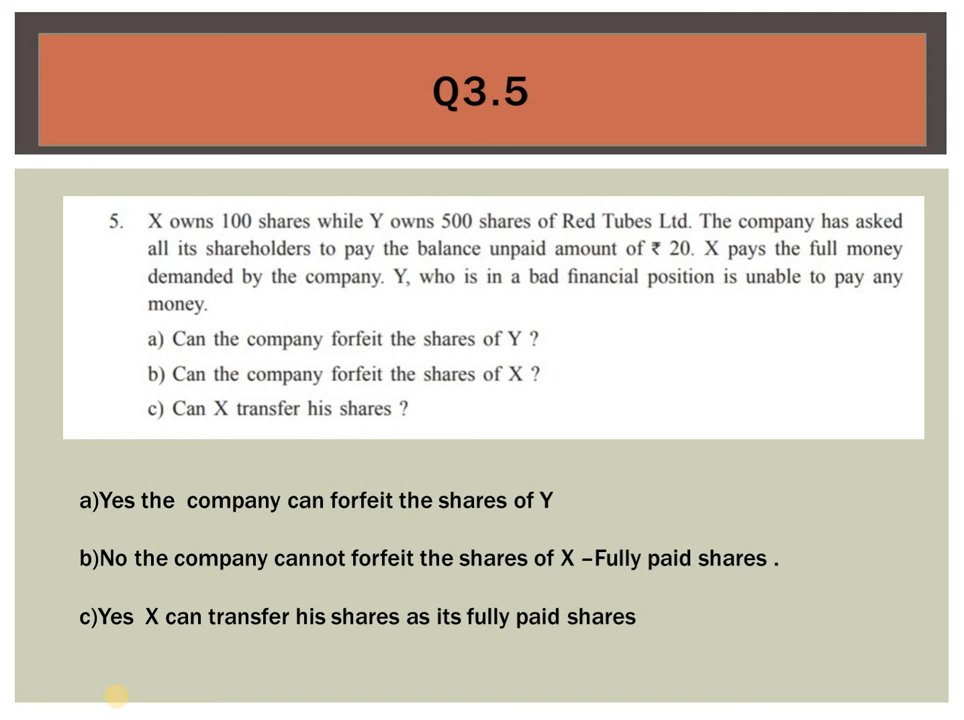 Q3.5
5. X owns 100 shares while Y owns 500 shares of Red Tubes Ltd. The company has asked
all its shareholders to pay the balance unpaid amount of ₹ 20. X pays the full money
demanded by the company. Y, who is in a bad financial position is unable to pay any
money.
a) Can the company forfeit the shares of Y ?
b) Can the company forfeit the shares of X ?
c) Can X transfer his shares ?
a)Yes the company can forfeit the shares of Y
b)No the company cannot forfeit the shares of X –Fully paid shares .
c)Yes X can transfer his shares as its fully paid shares